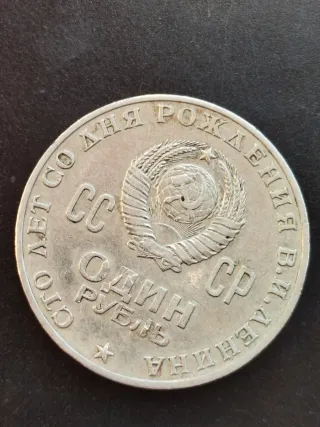 СТО ЛЕТ СО ДНЯ РОЖДЕНИЯ В.И.ЛЕНИНА
СС СР
ОДИН
РУБЛЬ